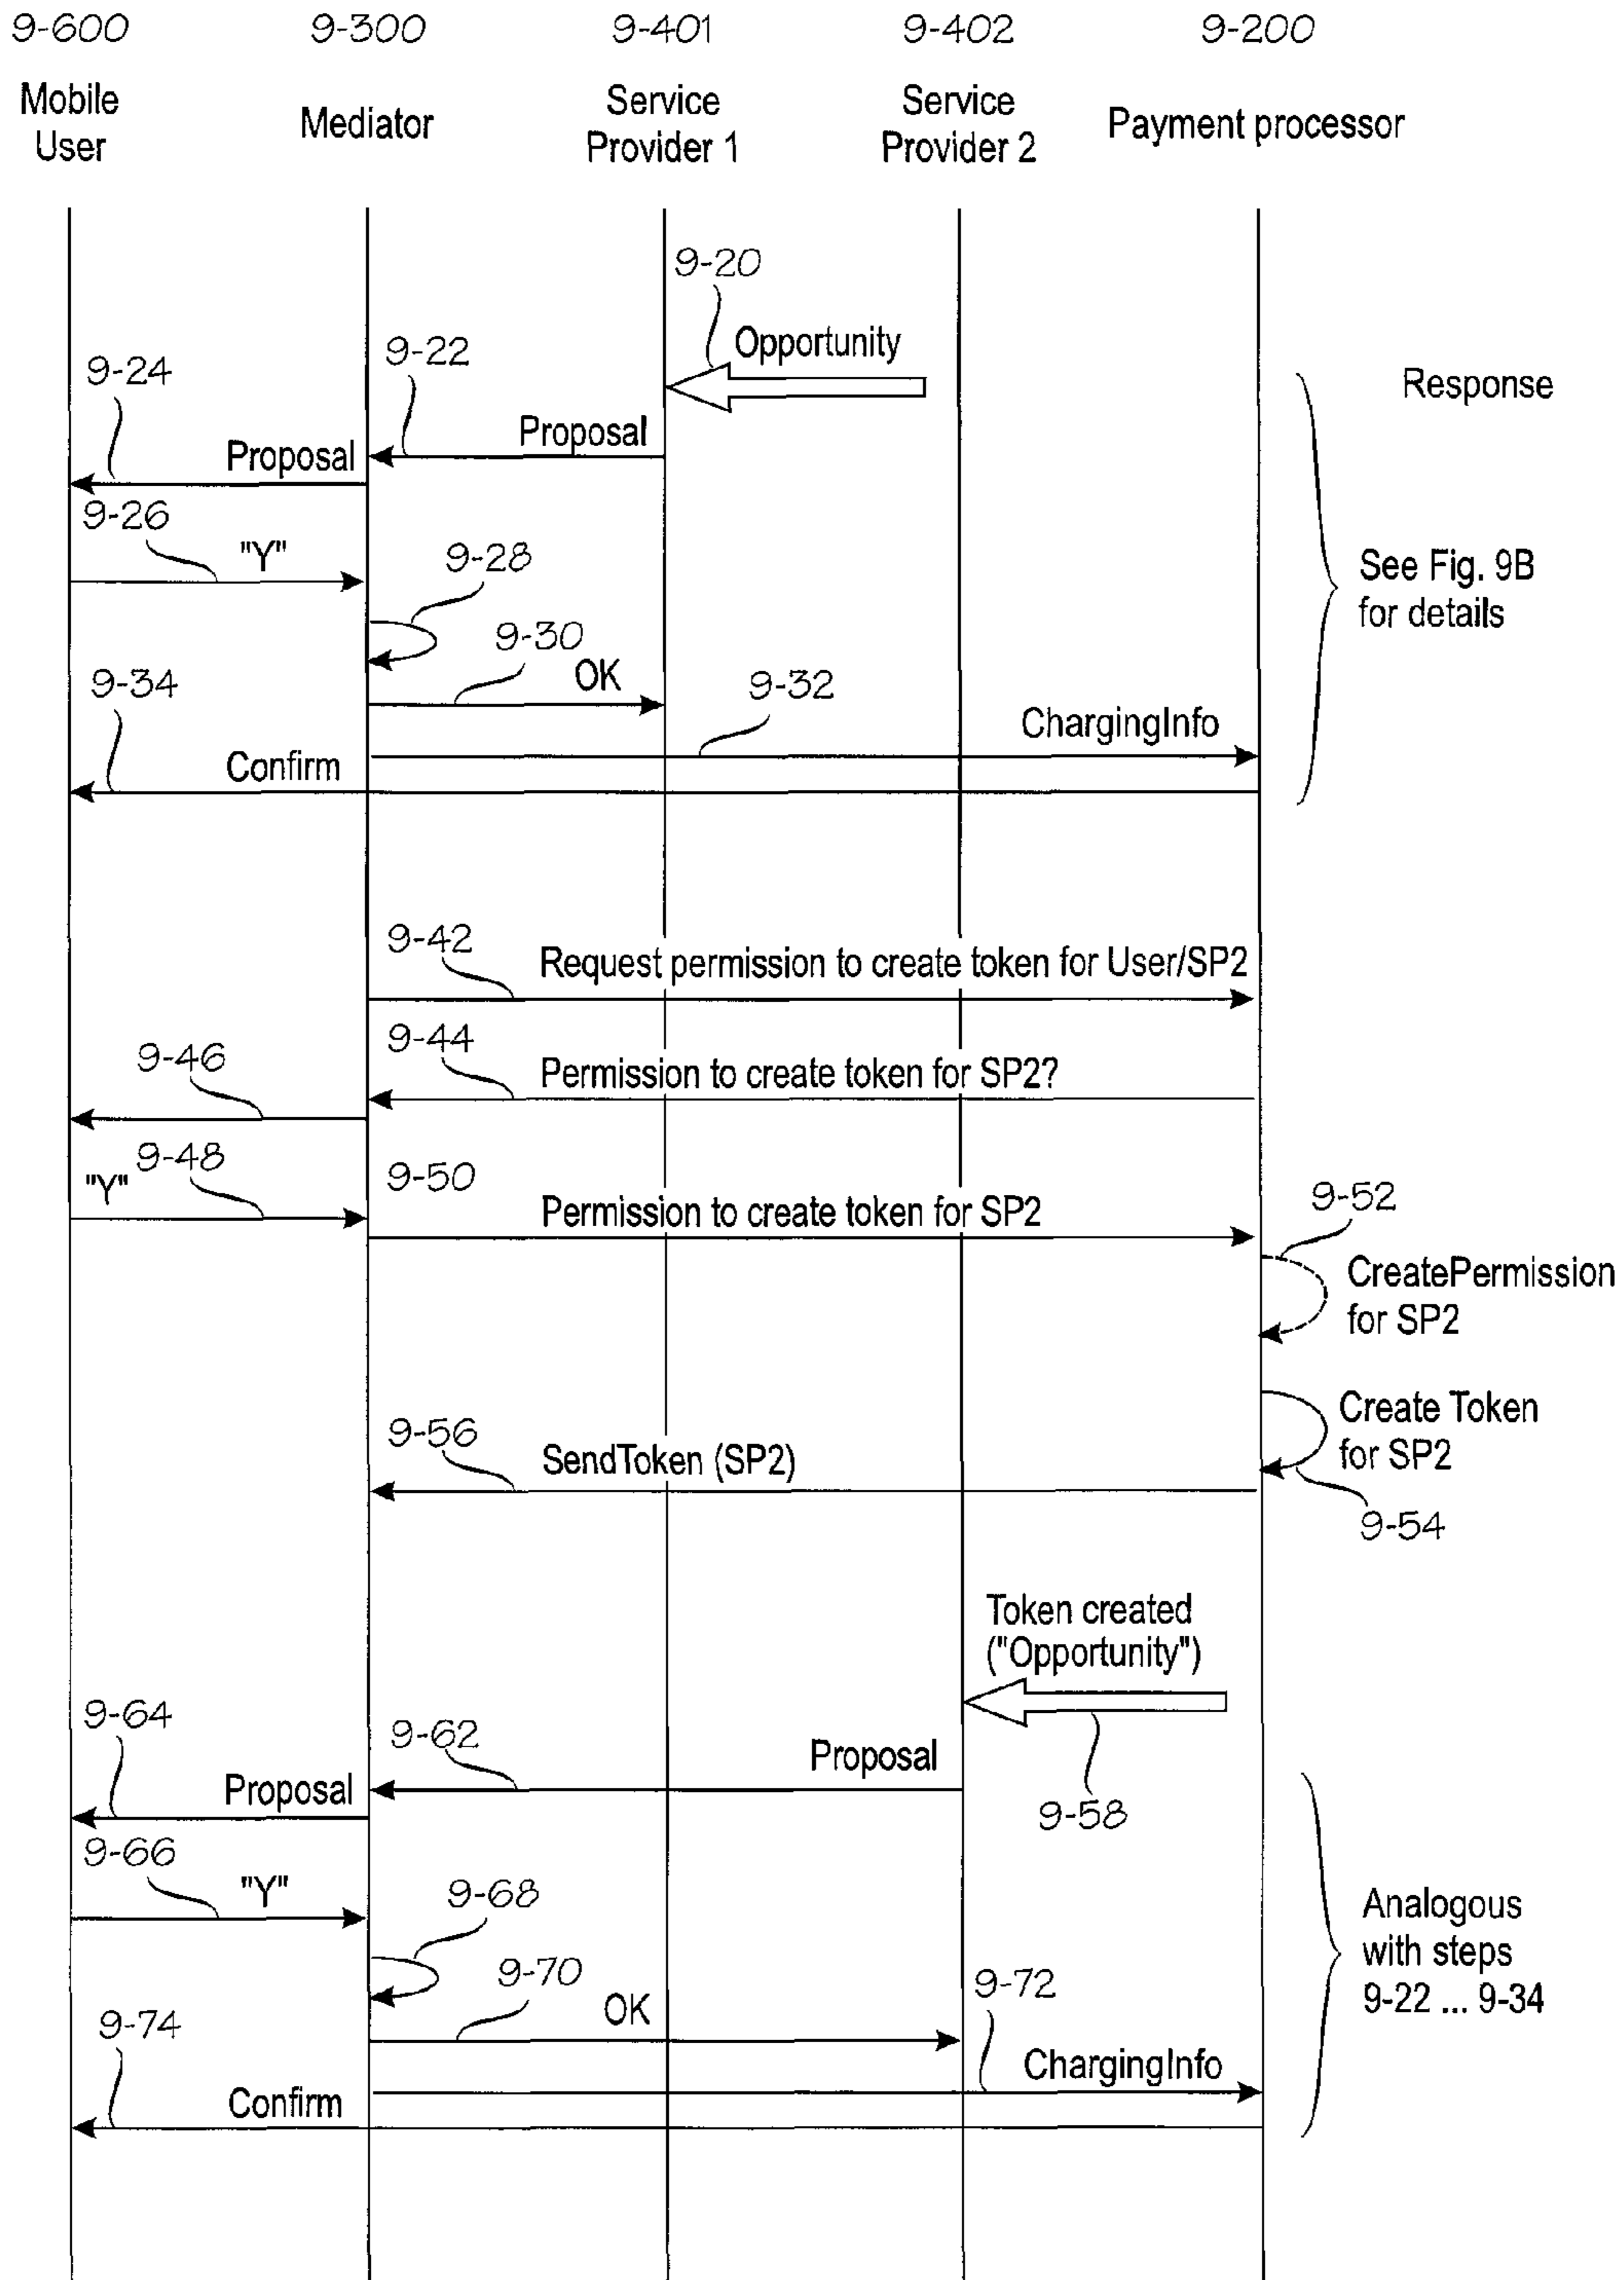 9-600 9-300 9-401 9-402 9-200
Mobile User
Mediator
Service Provider 1
Service Provider 2
Payment processor
9-20
Opportunity
9-22
9-24
Response
Proposal
Proposal
9-26
"Y"
9-28
See Fig. 9B
for details
9-30
OK
9-34
9-32
ChargingInfo
Confirm
9-42
Request permission to create token for User/SP2
9-44
9-46
Permission to create token for SP2?
9-48
"Y"
9-50
Permission to create token for SP2
9-52
CreatePermission
for SP2
Create Token
for SP2
9-56
SendToken (SP2)
9-54
Token created
("Opportunity")
9-64
9-62
Proposal
Proposal
9-58
9-66
"Y"
9-68
Analogous
with steps
9-22 ... 9-34
9-70
OK
9-72
9-74
ChargingInfo
Confirm